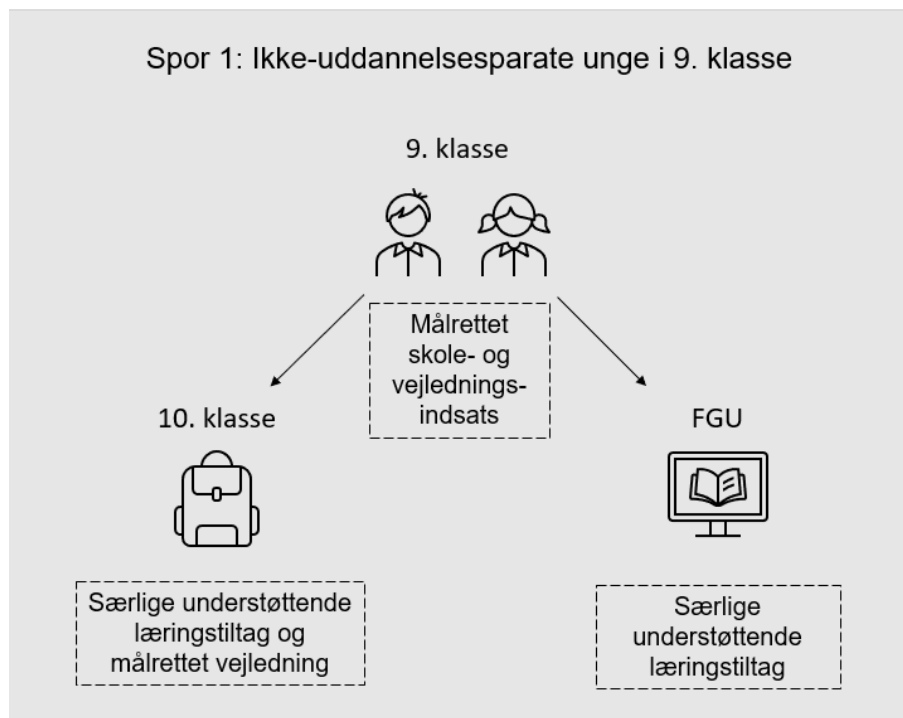 Spor 1: Ikke-uddannelsesparate unge i 9. klasse
9. klasse
Målrettet
skole- og
vejlednings-
indsats
10. klasse
FGU
Særlige understøttende
læringstiltag og
målrettet vejledning
Særlige
understøttende
læringstiltag